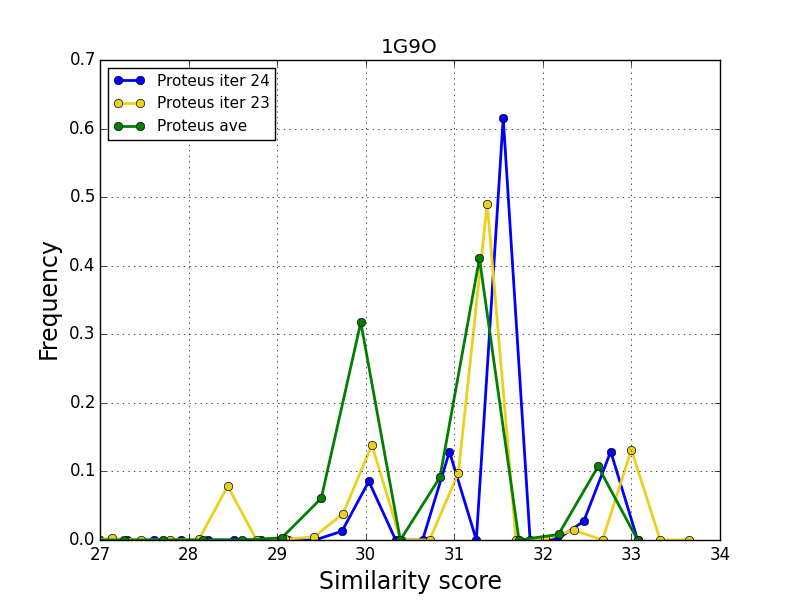 1G9O
Proteus iter 24
Proteus iter 23
Proteus ave
0.7
0.6
0.5
0.4
0.3
0.2
0.1
0.0
Frequency
27 28 29 30 31 32 33 34
Similarity score